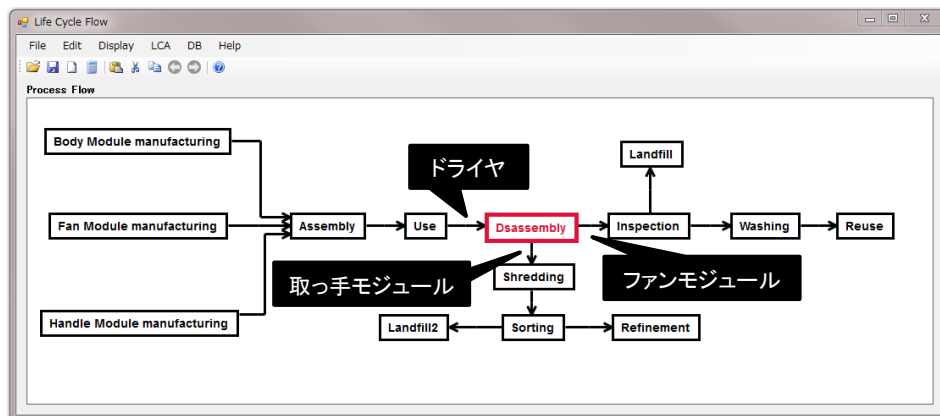 Life Cycle Flow
File Edit Display LCA DB Help
Process Flow
Body Module manufacturing
Landfill
ドライヤ
Fan Module manufacturing
Assembly
Use
Dsassembly
Inspection
Washing
Reuse
取っ手モジュール
Shredding
ファンモジュール
Handle Module manufacturing
Landfill2
Sorting
Refinement